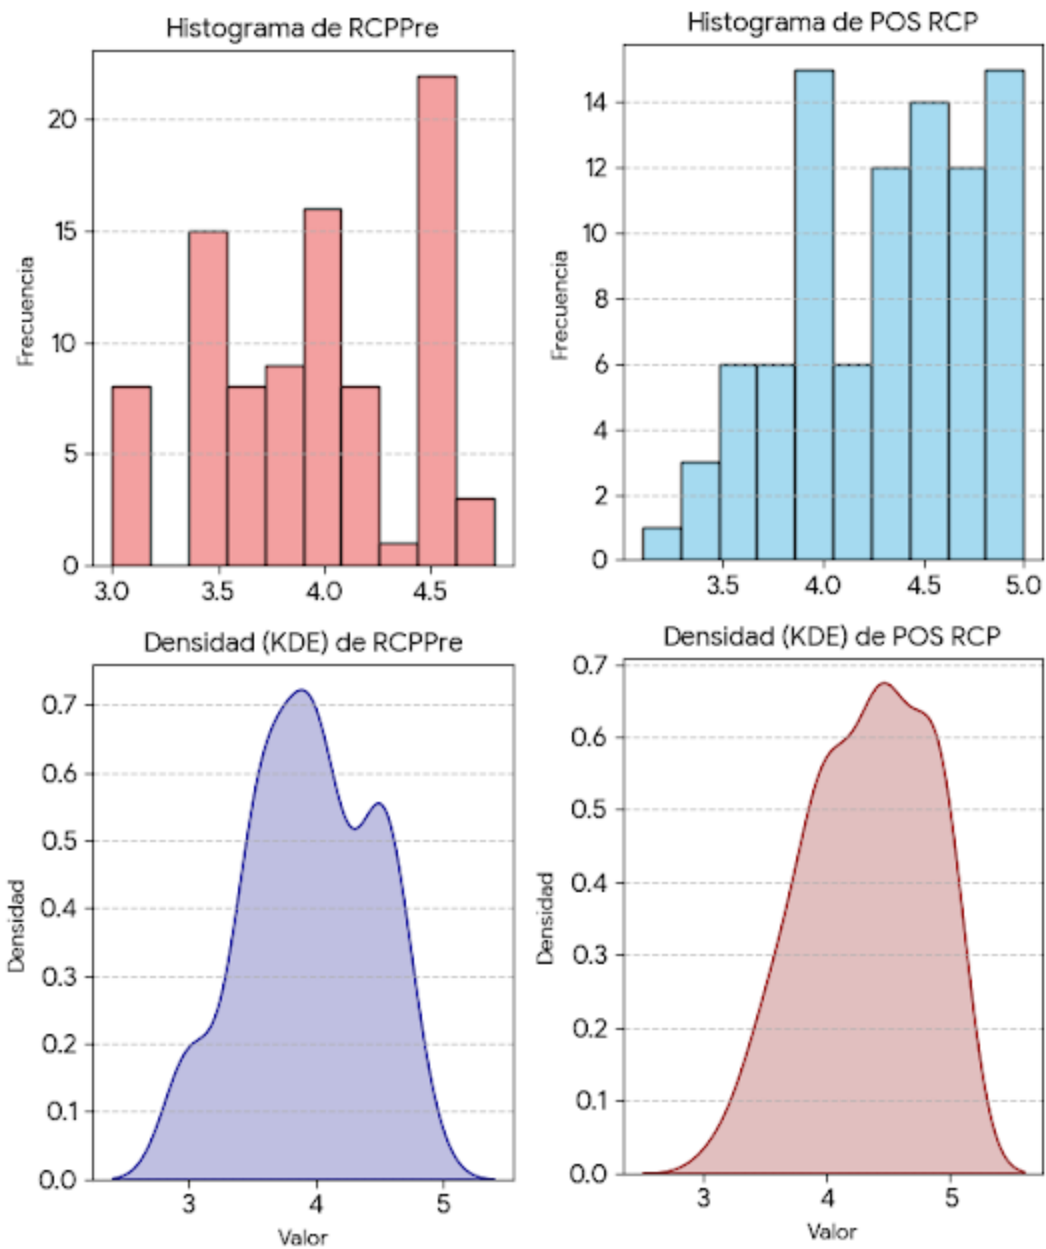 Histograma de RCPPre
Frecuencia
20
15
10
5
0
3.0 3.5 4.0 4.5
Histograma de POS RCP
Frecuencia
14
12
10
8
6
4
2
0
3.5 4.0 4.5 5.0
Densidad (KDE) de RCPPre
Densidad
0.7
0.6
0.5
0.4
0.3
0.2
0.1
0.0
3 4 5
Valor
Densidad (KDE) de POS RCP
Densidad
0.7
0.6
0.5
0.4
0.3
0.2
0.1
0.0
3 4 5
Valor